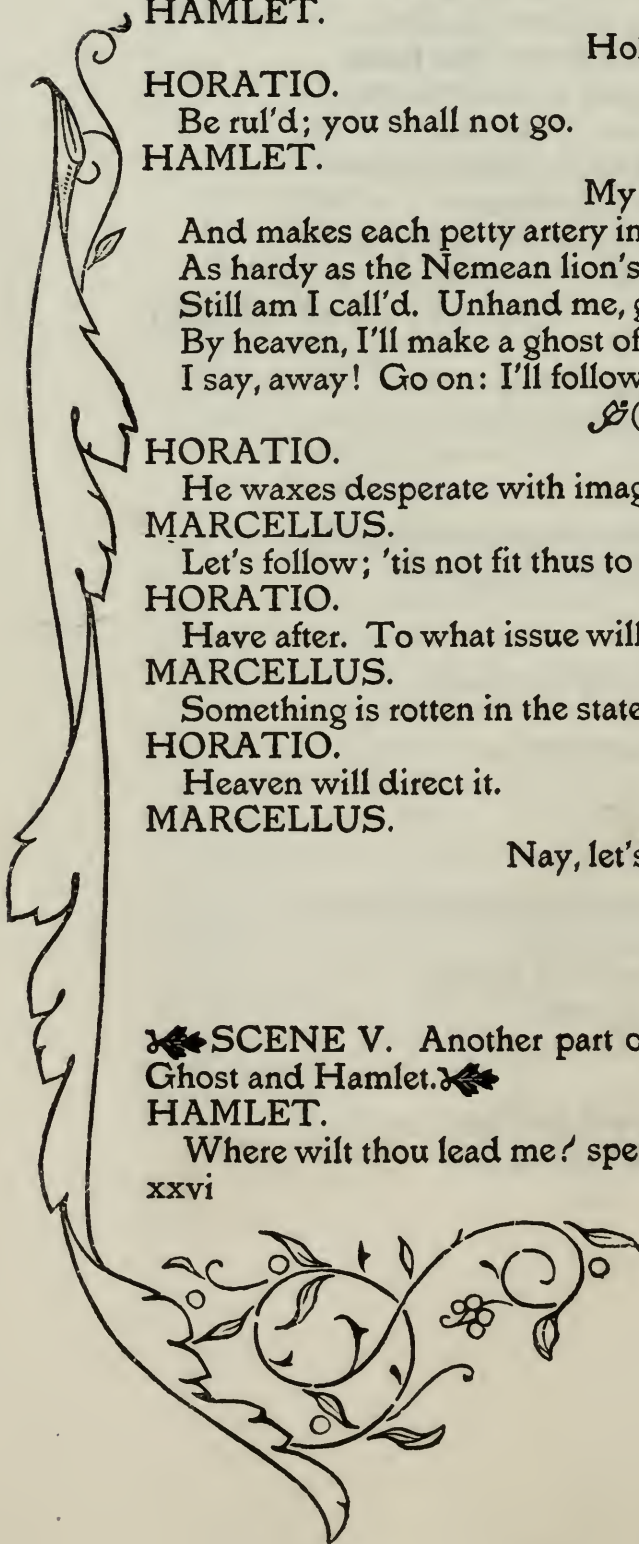 HAMLET.
HORATIO.
Be rul'd; you shall not go.
HAMLET.
My
And makes each petty artery in
As hardy as the Nemean lion's
Still am I call'd. Unhand me,
By heaven, I'll make a ghost of
I say, away! Go on: I'll follow
HORATIO.
He waxes desperate with
MARCELLUS.
Let's follow; 'tis not fit thus to
HORATIO.
Have after. To what issue will
MARCELLUS.
Something is rotten in the state
HORATIO.
Heaven will direct it.
MARCELLUS.
Nay, let's
SCENE V. Another part
Ghost and Hamlet.
HAMLET.
Where wilt thou lead me?
xxvi